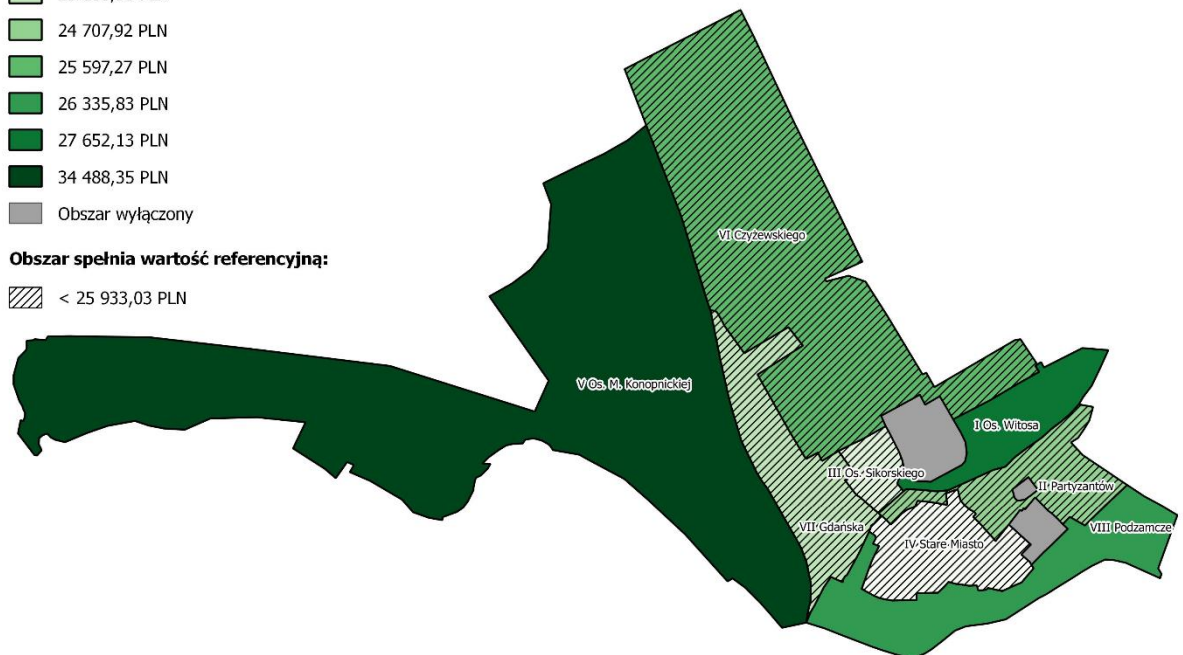 24 707,92 PLN
25 597,27 PLN
26 335,83 PLN
27 652,13 PLN
34 488,35 PLN
Obszar wyłączony
Obszar spełnia wartość referencyjną:
< 25 933,03 PLN
VI Czyżewskiego
V Os. M. Konopnickiej
I Os. Witosa
III Os. Sikorskiego
II Partyzantów
VII Gdańska
VIII Podzamcze
IV Stare Miasto